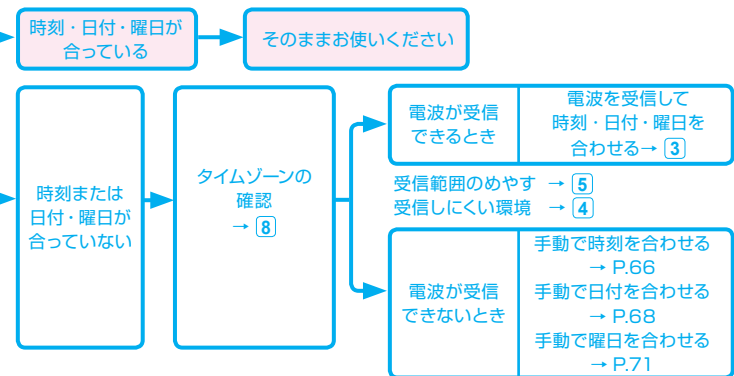 時刻・日付・曜日が
合っている
そのままお使いください
時刻または
日付・曜日が
合っていない
タイムゾーンの
確認
→ 8
電波が受信
できるとき
電波を受信して
時刻・日付・曜日を
合わせる→ 3
受信範囲のめやす → 5
受信しにくい環境 → 4
電波が受信
できないとき
手動で時刻を合わせる
→ P.66
手動で日付を合わせる
→ P.68
手動で曜日を合わせる
→ P.71